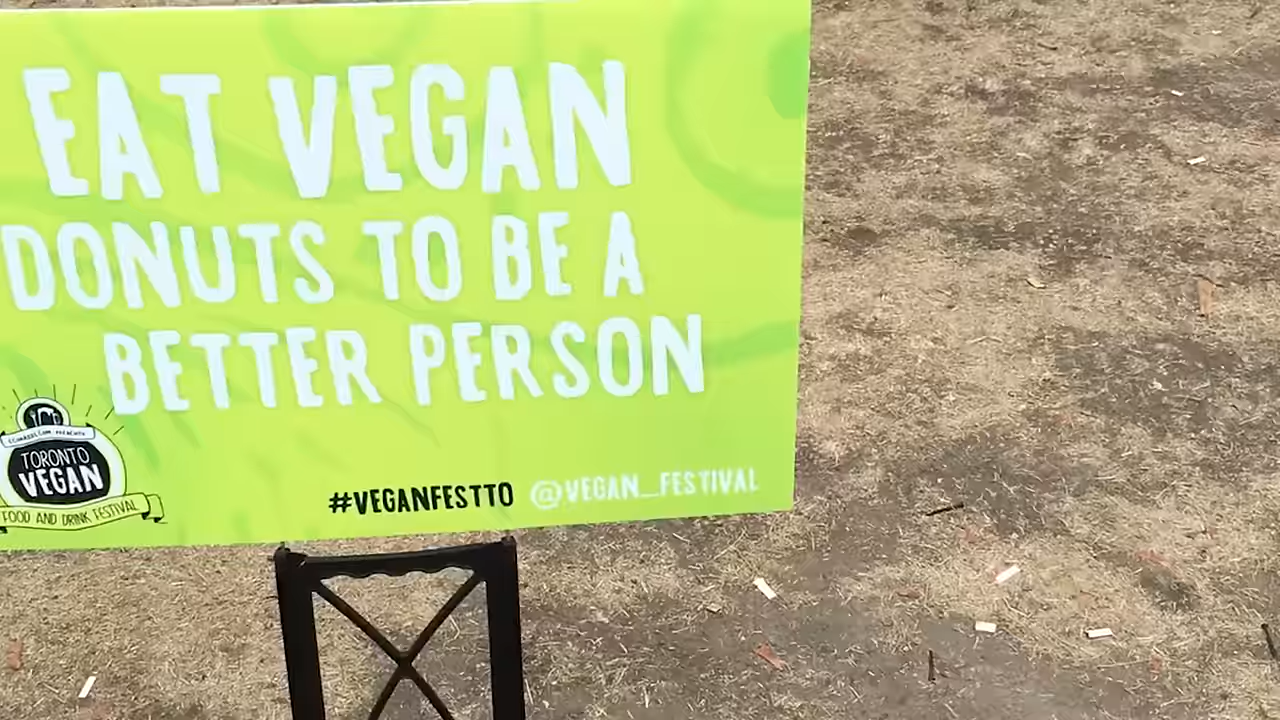 EAT VEGAN
DONUTS TO BE A
BETTER PERSON
TORONTO
VEGAN
FOOD AND DRINK FESTIVAL
#VEGANFESTTO @VEGAN_FESTIVAL